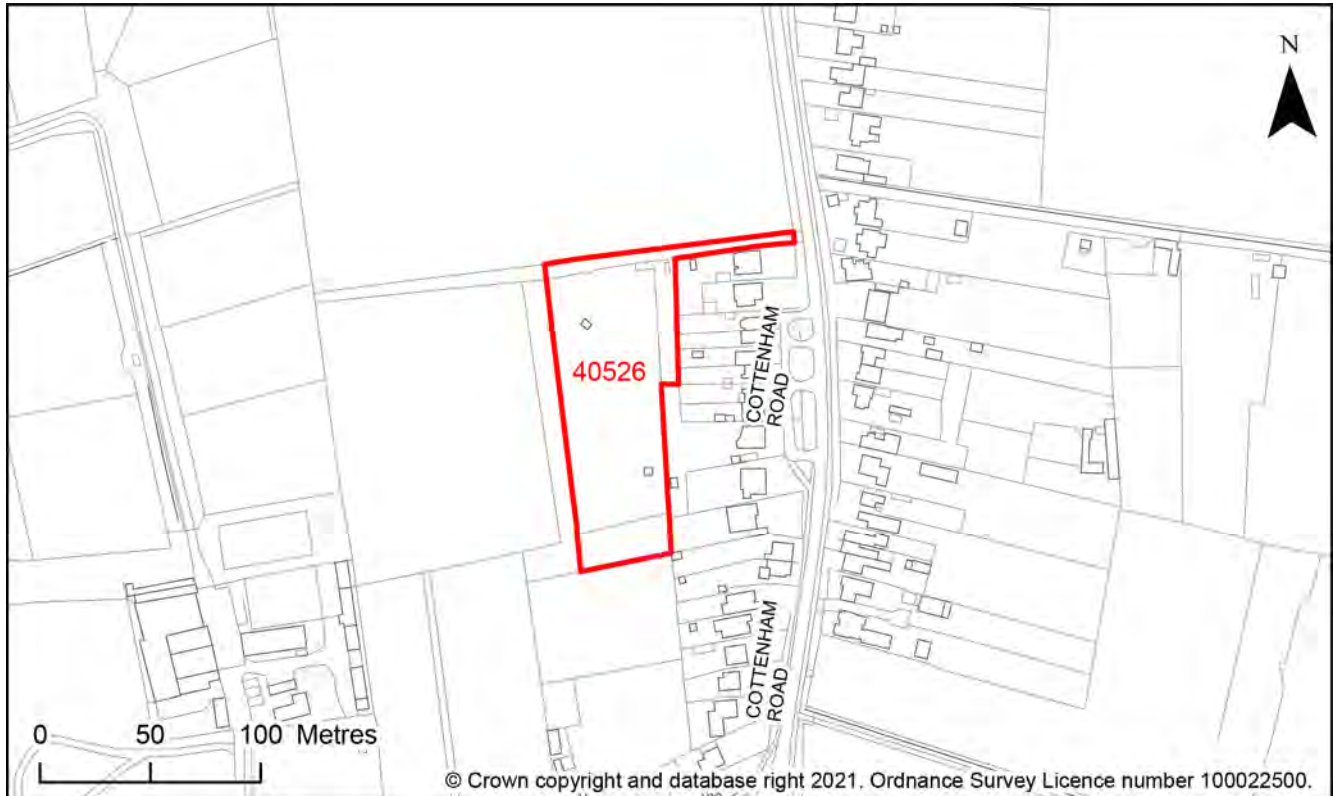 N
40526
COTTENHAM
ROAD
COTTENHAM
ROAD
0 50 100 Metres
© Crown copyright and database right 2021. Ordnance Survey Licence number 100022500.